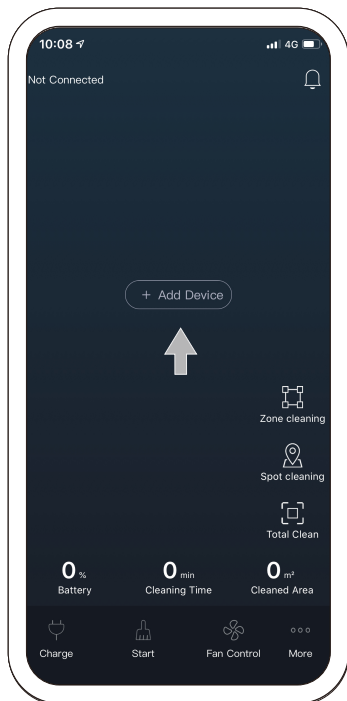 10:08 4G
Not Connected
+ Add Device
Zone cleaning
Spot cleaning
Total Clean
0 % 0 min 0 m²
Battery Cleaning Time Cleaned Area
Charge Start Fan Control More